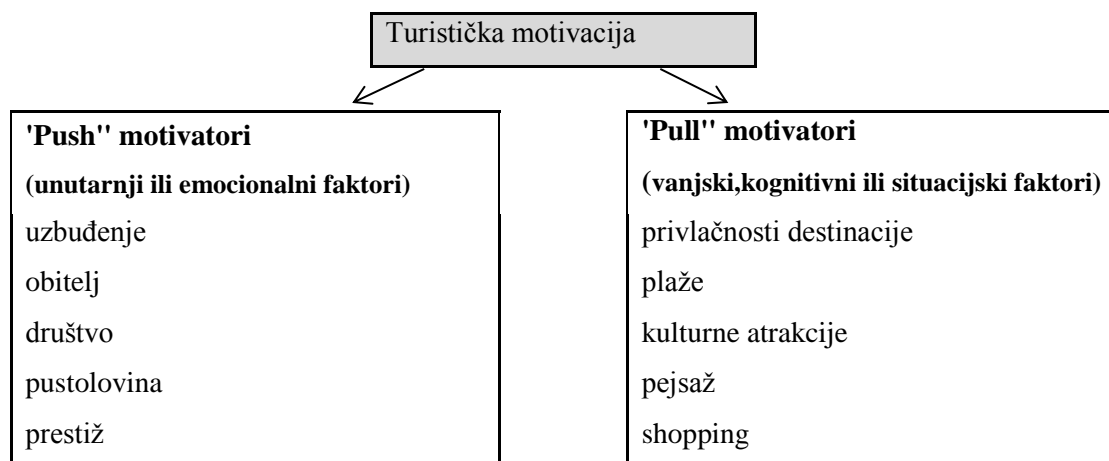 Turistička motivacija
'Push'' motivatori
(unutarnji ili emocionalni faktori)
uzbuđenje
obitelj
društvo
pustolovina
prestiž
'Pull'' motivatori
(vanjski,kognitivni ili situacijski faktori)
privlačnosti destinacije
plaže
kulturne atrakcije
pejsaž
shopping